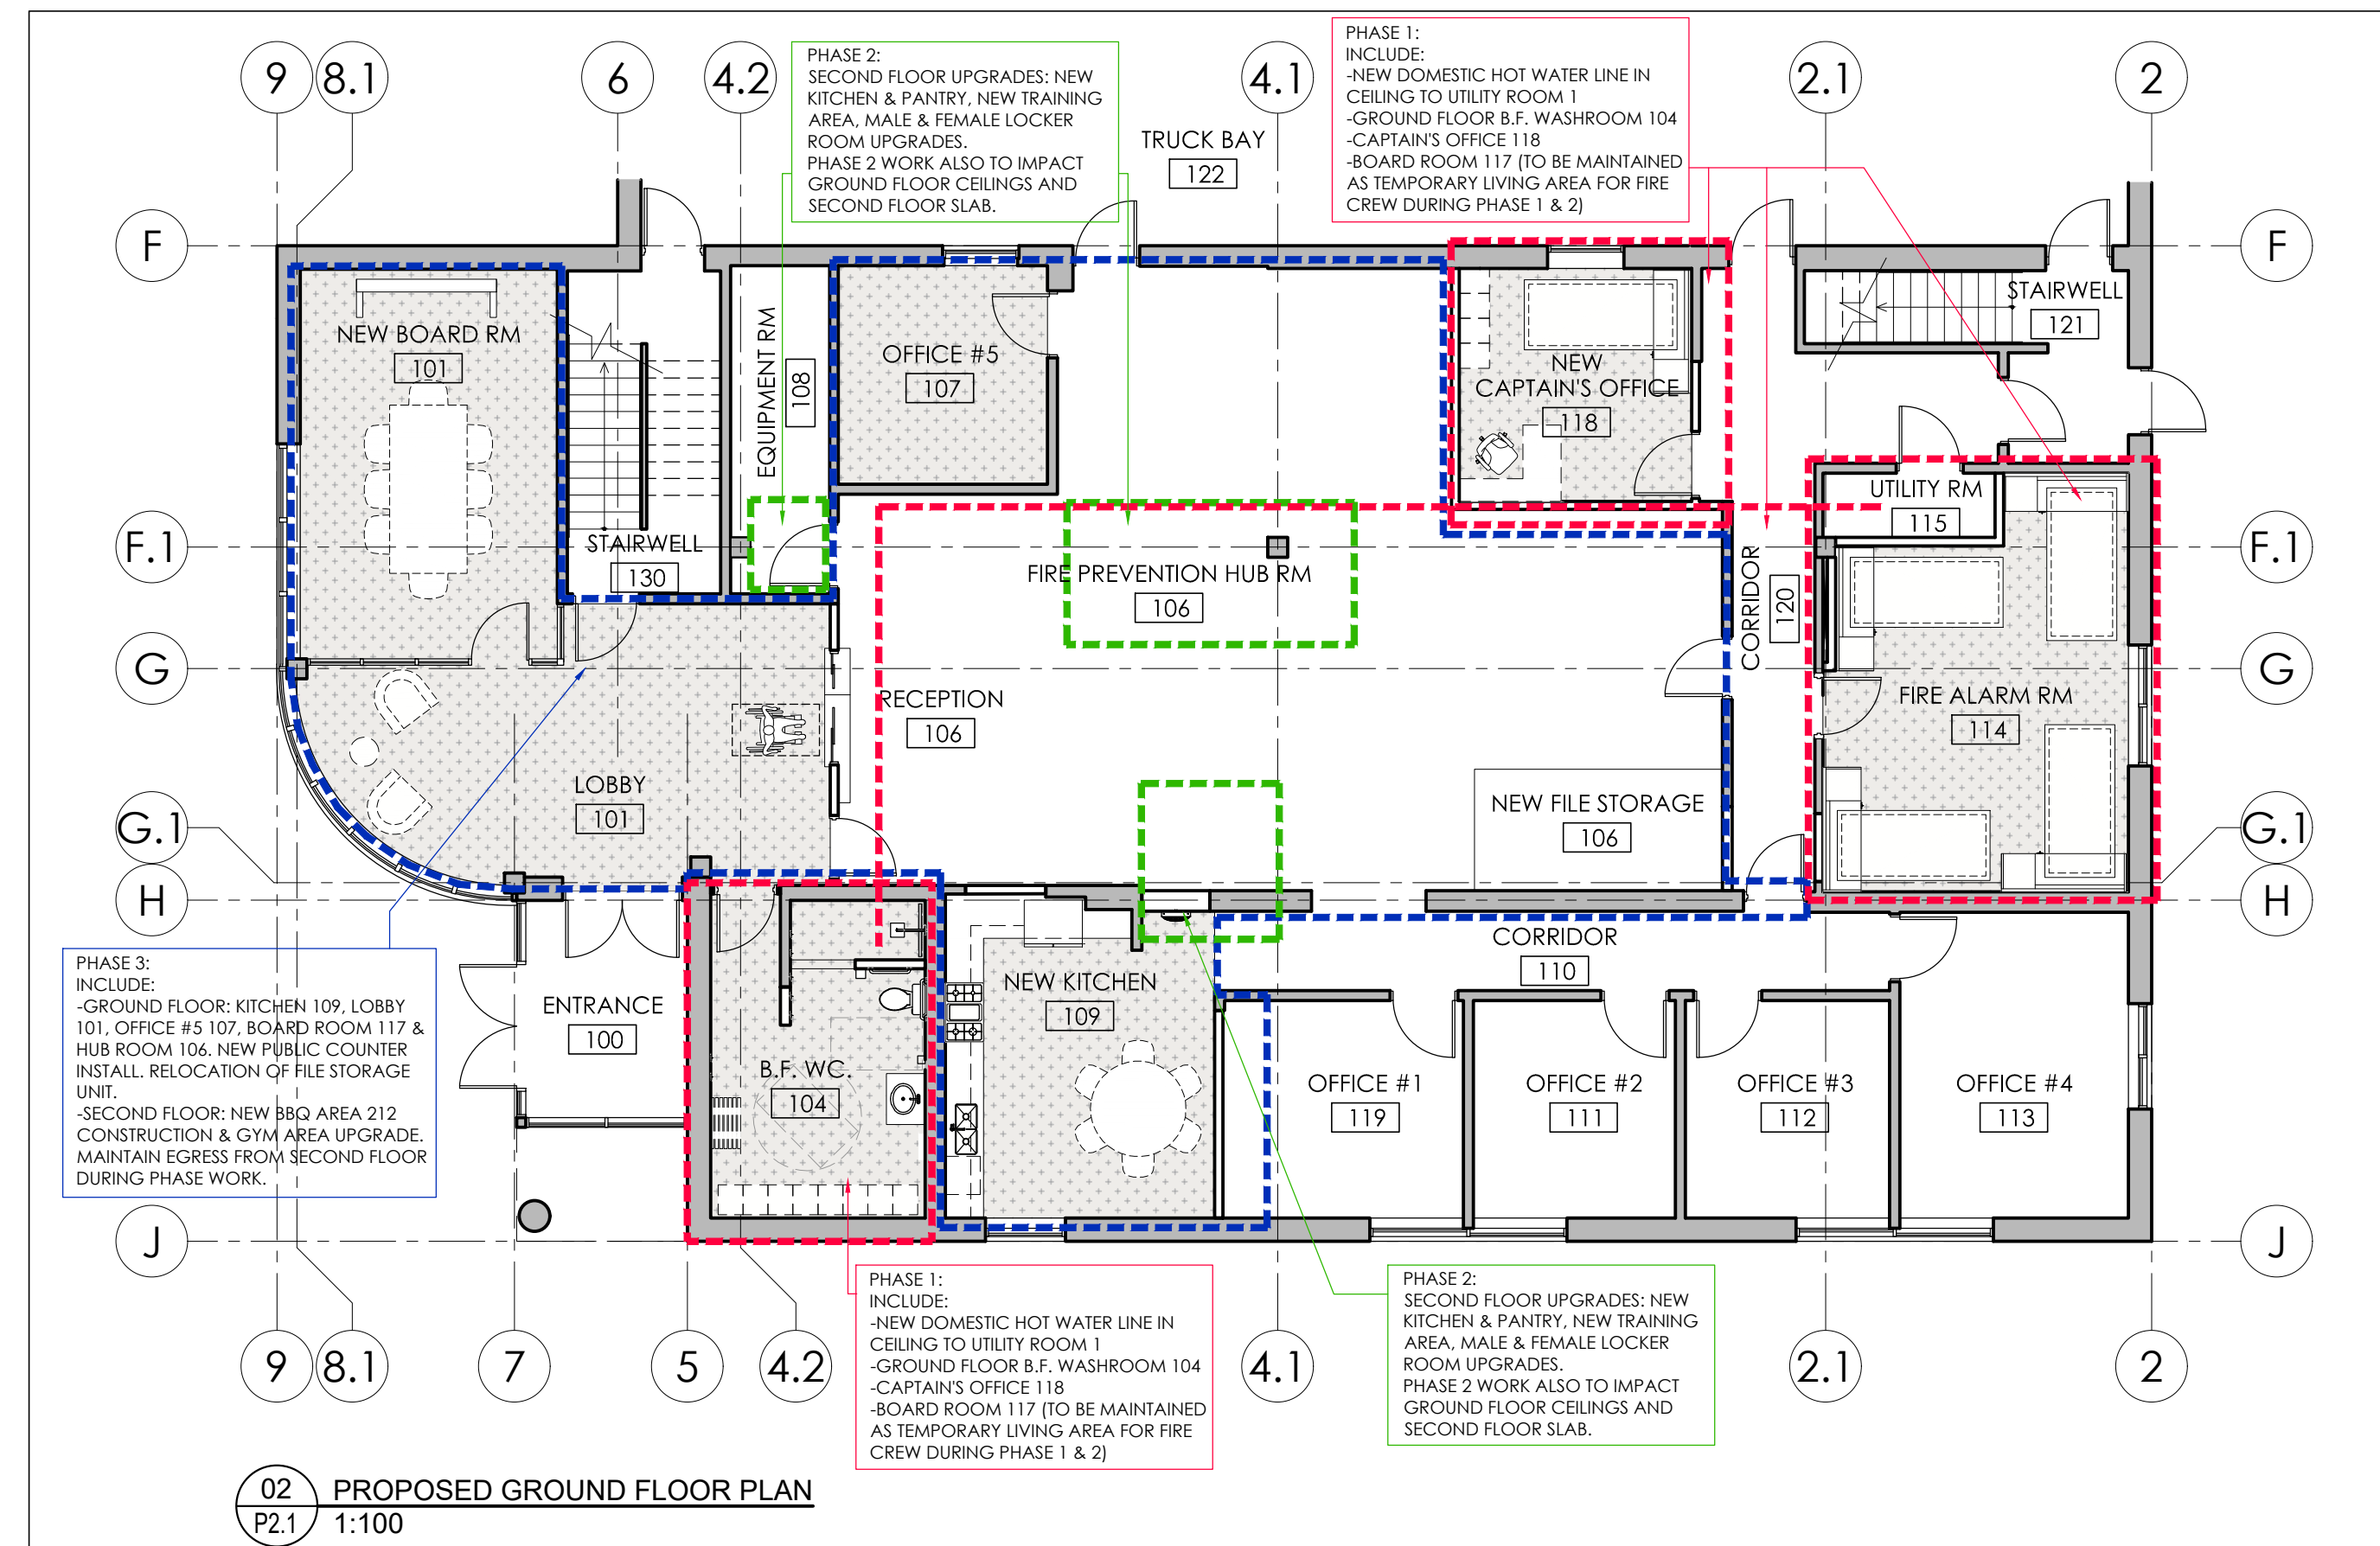 9
8.1
6
4.2
4.1
2.1
2
PHASE 2:
SECOND FLOOR UPGRADES: NEW
KITCHEN & PANTRY, NEW TRAINING
AREA, MALE & FEMALE LOCKER
ROOM UPGRADES.
PHASE 2 WORK ALSO TO IMPACT
GROUND FLOOR CEILINGS AND
SECOND FLOOR SLAB.
TRUCK BAY
122
PHASE 1:
INCLUDE:
-NEW DOMESTIC HOT WATER LINE IN
CEILING TO UTILITY ROOM 1
-GROUND FLOOR B.F. WASHROOM 104
-CAPTAIN'S OFFICE 118
-BOARD ROOM 117 (TO BE MAINTAINED
AS TEMPORARY LIVING AREA FOR FIRE
CREW DURING PHASE 1 & 2)
F
F
NEW BOARD RM
101
EQUIPMENT RM
108
OFFICE #5
107
NEW
CAPTAIN'S OFFICE
118
STAIRWELL
121
UTILITY RM
115
F.1
F.1
STAIRWELL
130
FIRE PREVENTION HUB RM
106
CORRIDOR
120
G
G
RECEPTION
106
FIRE ALARM RM
114
LOBBY
101
NEW FILE STORAGE
106
G.1
G.1
H
H
CORRIDOR
110
PHASE 3:
INCLUDE:
-GROUND FLOOR: KITCHEN 109, LOBBY
101, OFFICE #5 107, BOARD ROOM 117 &
HUB ROOM 106. NEW PUBLIC COUNTER
INSTALL. RELOCATION OF FILE STORAGE
UNIT.
-SECOND FLOOR: NEW BBQ AREA 212
CONSTRUCTION & GYM AREA UPGRADE.
MAINTAIN EGRESS FROM SECOND FLOOR
DURING PHASE WORK.
ENTRANCE
100
B.F. WC.
104
NEW KITCHEN
109
OFFICE #1
119
OFFICE #2
111
OFFICE #3
112
OFFICE #4
113
J
J
PHASE 1:
INCLUDE:
-NEW DOMESTIC HOT WATER LINE IN
CEILING TO UTILITY ROOM 1
-GROUND FLOOR B.F. WASHROOM 104
-CAPTAIN'S OFFICE 118
-BOARD ROOM 117 (TO BE MAINTAINED
AS TEMPORARY LIVING AREA FOR FIRE
CREW DURING PHASE 1 & 2)
PHASE 2:
SECOND FLOOR UPGRADES: NEW
KITCHEN & PANTRY, NEW TRAINING
AREA, MALE & FEMALE LOCKER
ROOM UPGRADES.
PHASE 2 WORK ALSO TO IMPACT
GROUND FLOOR CEILINGS AND
SECOND FLOOR SLAB.
9
8.1
7
5
4.2
4.1
2.1
2
02
P2.1
PROPOSED GROUND FLOOR PLAN
1:100